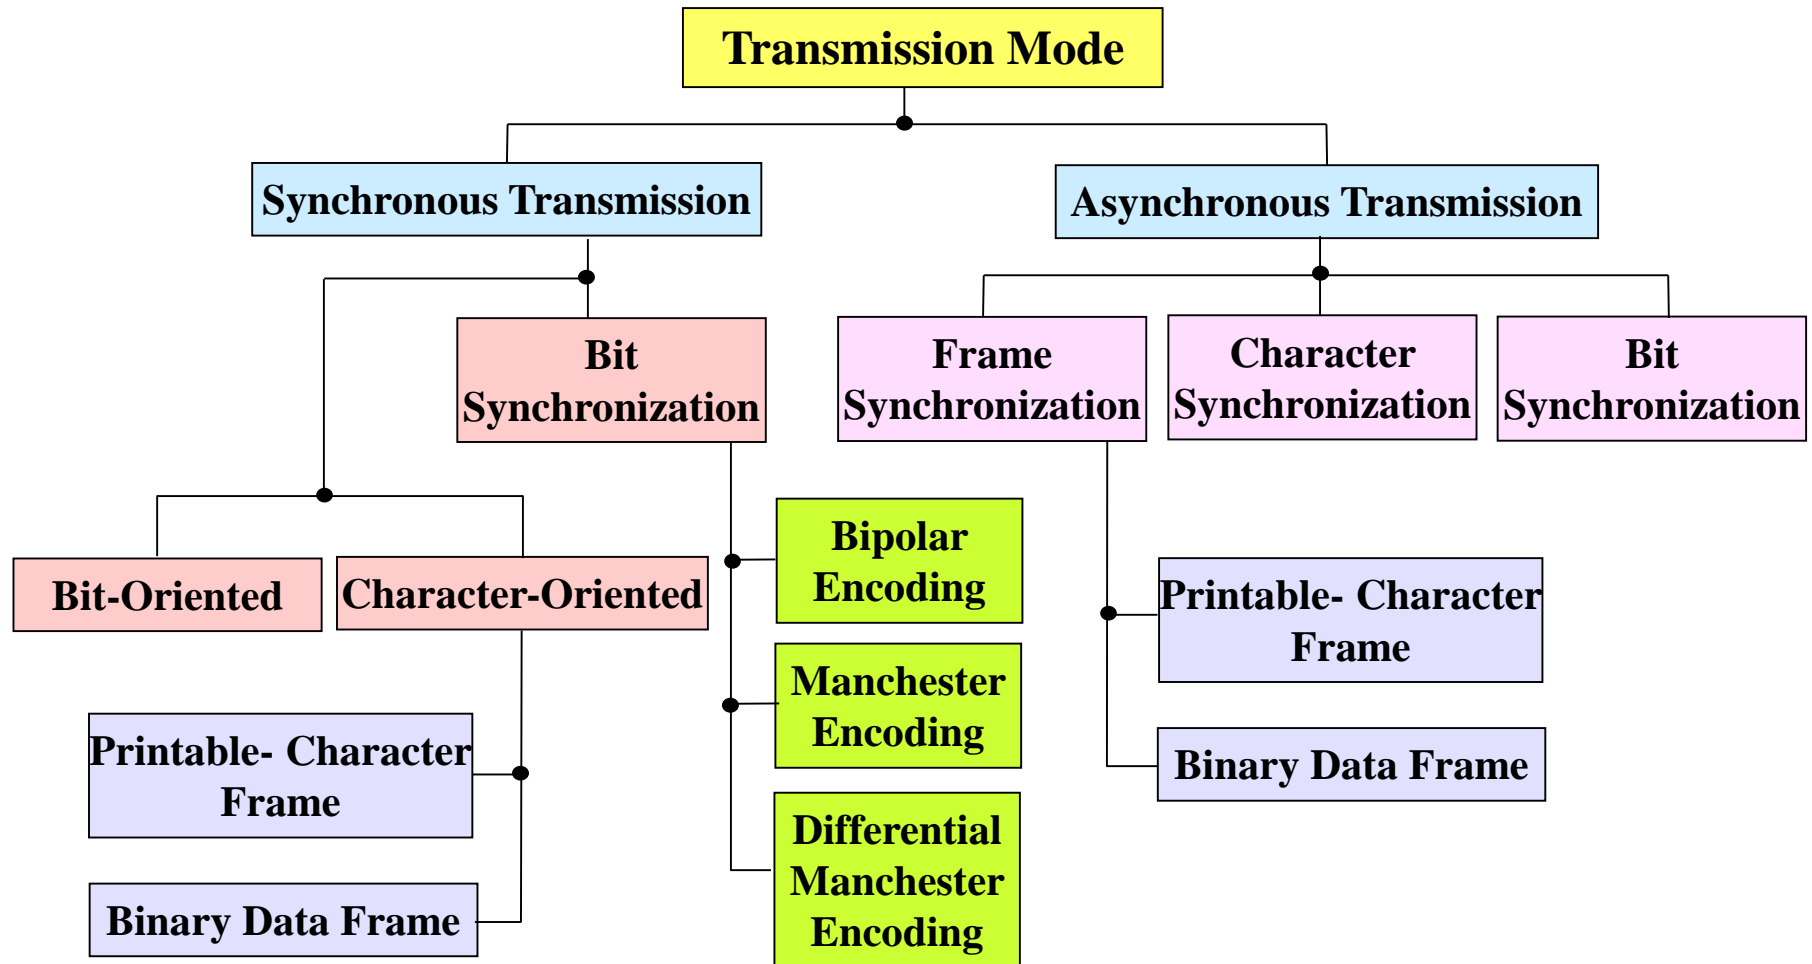 Transmission Mode
Synchronous Transmission
Asynchronous Transmission
Bit
Synchronization
Frame
Synchronization
Character
Synchronization
Bit
Synchronization
Bit-Oriented
Character-Oriented
Bipolar
Encoding
Printable- Character
Frame
Manchester
Encoding
Printable- Character
Frame
Binary Data Frame
Differential
Manchester
Encoding
Binary Data Frame